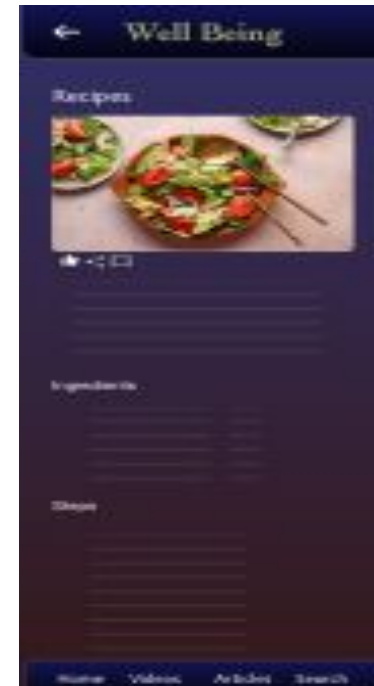 Well Being
Recipes
Ingredients
Steps
Home Videos Articles Search